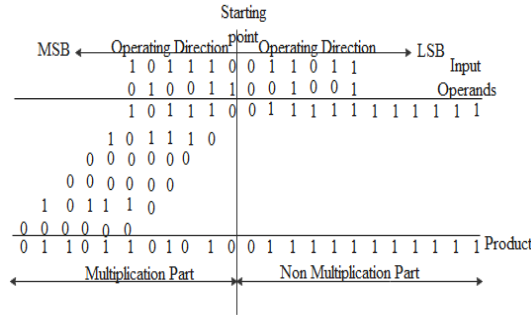 Starting
point
MSB Operating Direction Operating Direction LSB
1 0 1 1 1 0 0 1 1 0 1 1 Input
0 1 0 0 1 1 0 0 1 0 0 1 Operands
1 0 1 1 1 0 0 1 1 1 1 1 1 1 1 1 1 1
1 0 1 1 1 0
0 0 0 0 0 0
0 0 0 0 0 0
1 0 1 1 1 0
0 0 0 0 0 0
0 1 1 0 1 1 0 1 0 1 0 0 1 1 1 1 1 1 1 1 1 1 1 Product
Multiplication Part Non Multiplication Part